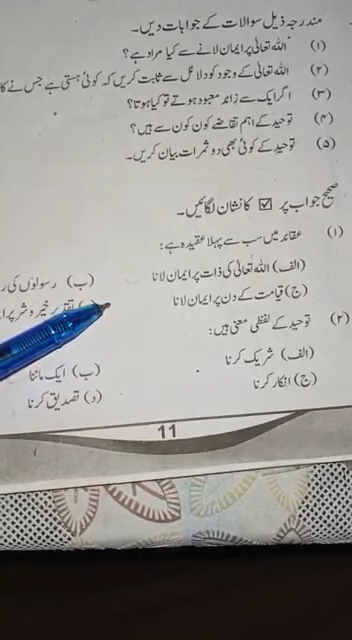 مندرجہ ذیل سوالات کے جوابات دیں۔
(۱) اللہ تعالیٰ پر ایمان لانے سے کیا مراد ہے؟
(۲) اللہ تعالیٰ کے وجود کو دلائل سے ثابت کریں کہ کوئی ہستی ہے جس نے کا
(۳) اگر ایک سے زائد معبود ہوتے تو کیا ہوتا؟
(۴) توحید کے اہم تقاضے کون کون سے ہیں؟
(۵) توحید کے کوئی بھی دو ثمرات بیان کریں۔
صحیح جواب پر ☑ کا نشان لگائیں۔
(۱) عقائد میں سب سے پہلا عقیدہ ہے:
(الف) اللہ تعالیٰ کی ذات پر ایمان لانا (ب) رسولوں کی
(ج) قیامت کے دن پر ایمان لانا تقدیر خیر و شر پر
(۲) توحید کے لفظی معنی ہیں:
(الف) شریک کرنا (ب) ایک ماننا
(ج) انکار کرنا (د) تصدیق کرنا
11